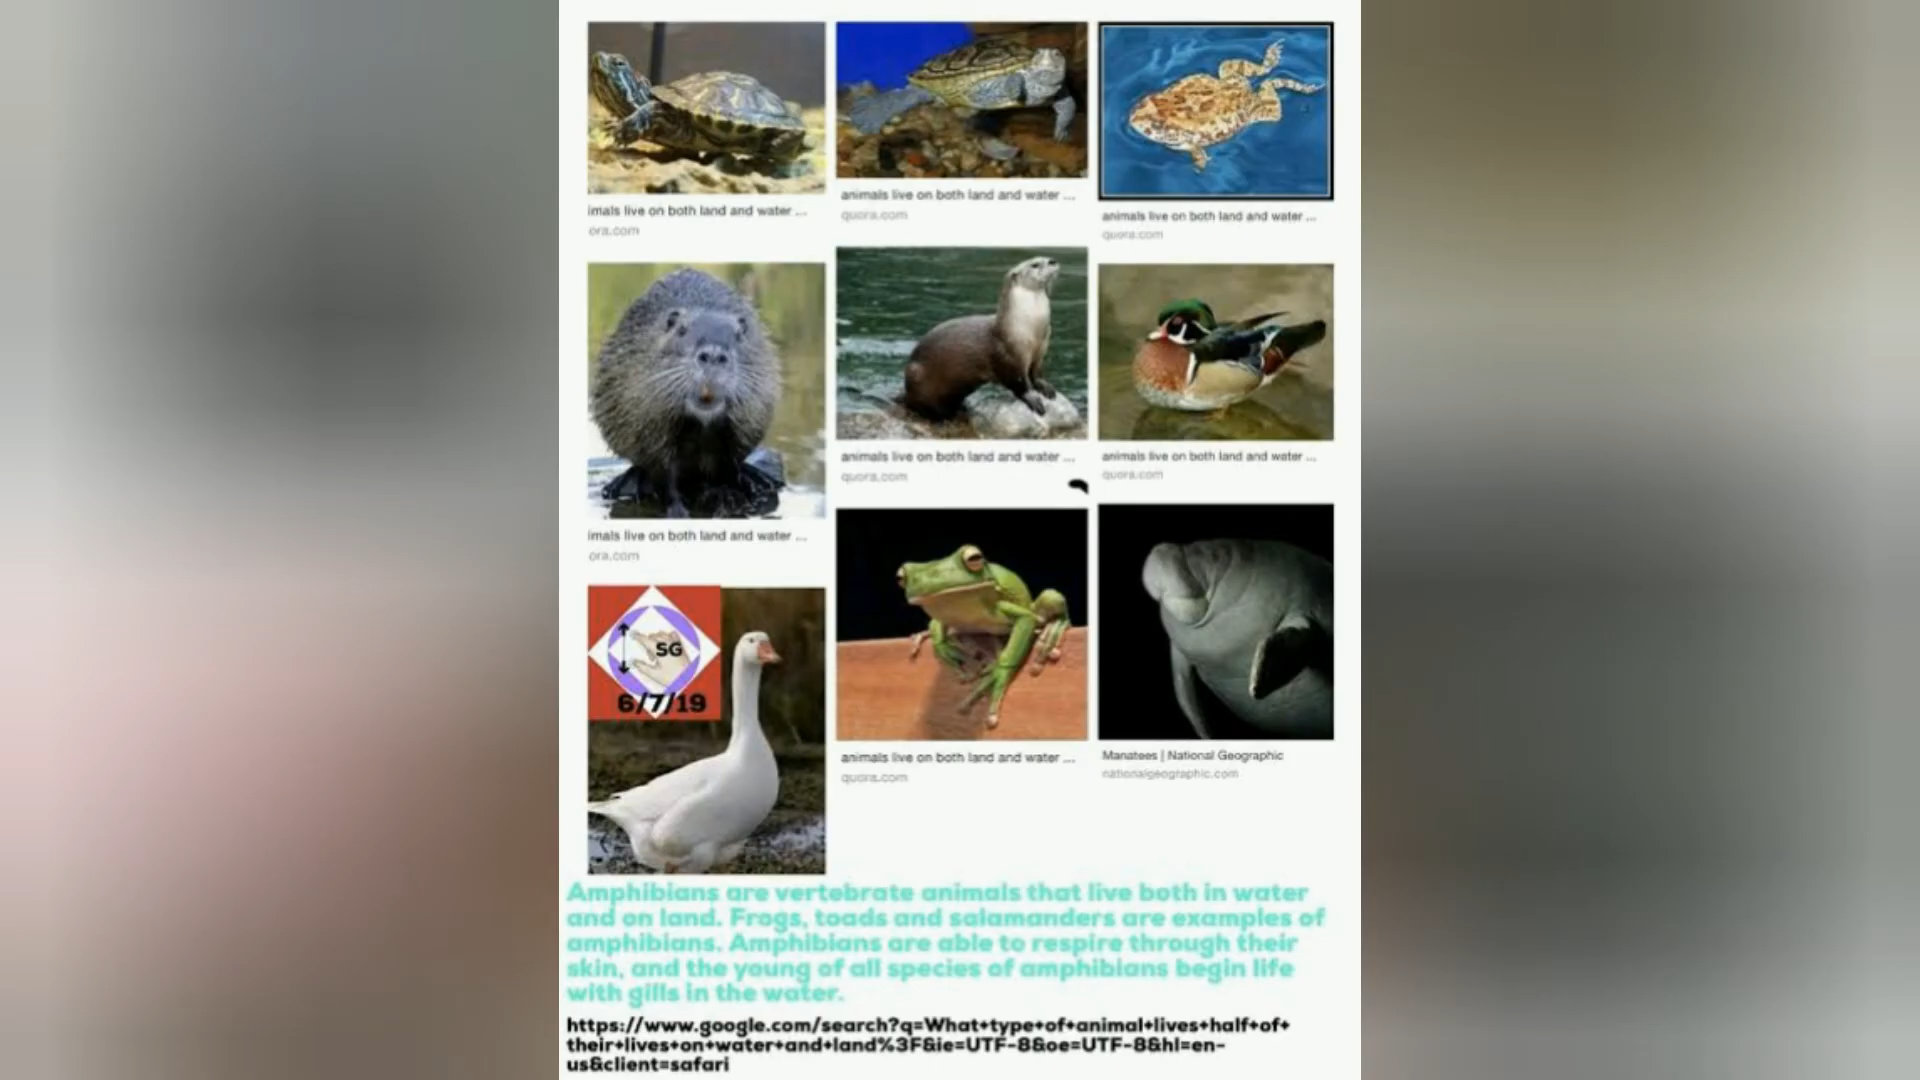 imals live on both land and water ...
ora.com
animals live on both land and water ...
quora.com
animals live on both land and water ...
quora.com
imals live on both land and water ...
ora.com
animals live on both land and water ...
quora.com
animals live on both land and water ...
quora.com
5G
6/7/19
animals live on both land and water ...
quora.com
Manatees | National Geographic
nationalgeographic.com
Amphibians are vertebrate animals that live both in water
and on land. Frogs, toads and salamanders are examples of
amphibians. Amphibians are able to respire through their
skin, and the young of all species of amphibians begin life
with gills in the water.
https://www.google.com/search?q=What+type+of+animal+lives+half+of+
their+lives+on+water+and+land%3F&ie=UTF-8&oe=UTF-8&hl=en-
us&client=safari